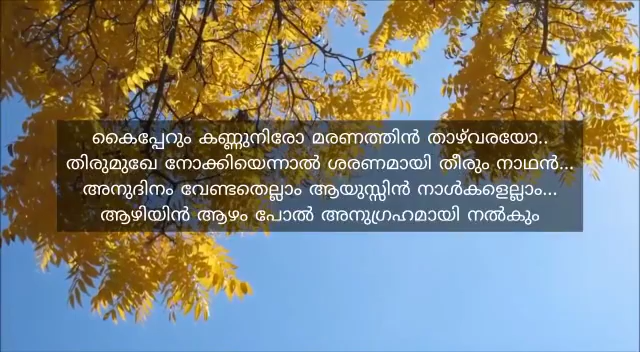 കൈപ്പേറും കണ്ണുനിരോ മരണത്തിൻ താഴ്‌വരയോ..
തിരുമുഖേ നോക്കിയെന്നാൽ ശരണമായി തീരും നാഥൻ...
അനുദിനം വേണ്ടതെല്ലാം ആയുസ്സിൻ നാൾകളെല്ലാം...
ആഴിയിൻ ആഴം പോൽ അനുഗ്രഹമായി നൽകും